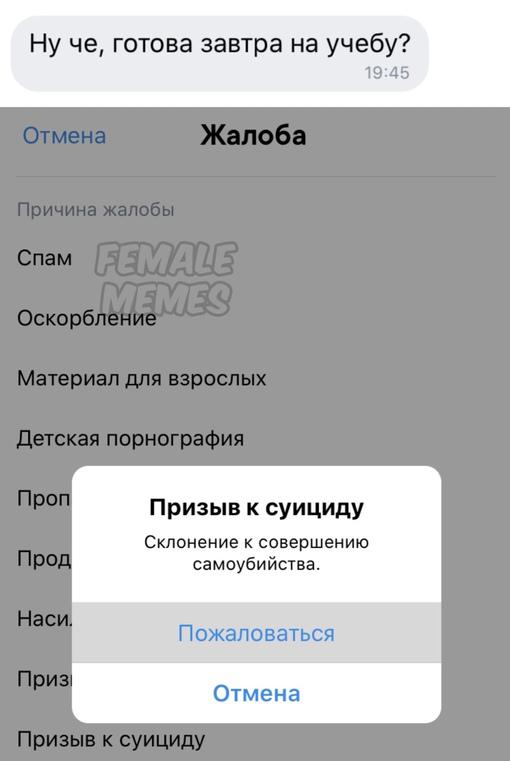 Ну че, готова завтра на учебу?
19:45
Отмена
Жалоба
Причина жалобы
Спам
FEMALE
MEMES
Оскорбление
Материал для взрослых
Детская порнография
Проп
Призыв к суициду
Склонение к совершению
самоубийства.
Прод
Пожаловаться
Наси
Приз
Отмена
Призыв к суициду